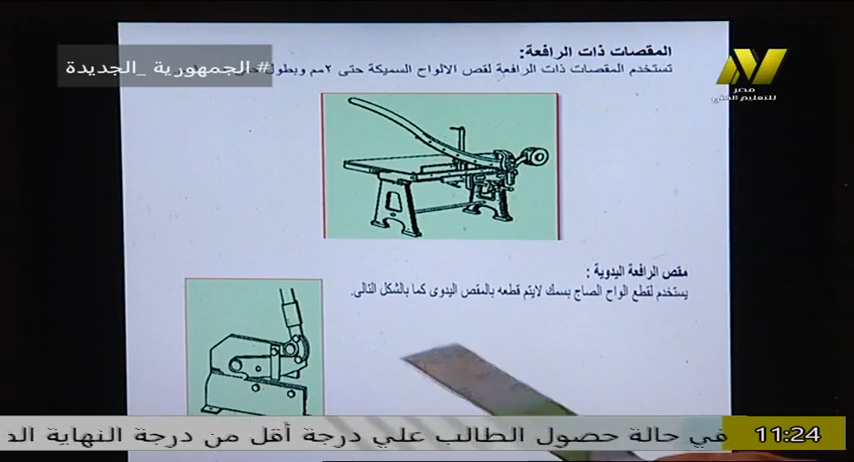 المقصات ذات الرافعة:
تستخدم المقصات ذات الرافعة لقص الالواح السميكة حتى ٢مم وبطول
# الجمهورية _الجديدة
مصر
للتعليم الفني
مقص الرافعة اليدوية :
يستخدم لقطع الواح الصاج بسمك لايتم قطعه بالمقص اليدوى كما بالشكل التالى.
في حالة حصول الطالب علي درجة أقل من درجة النهاية
11:24